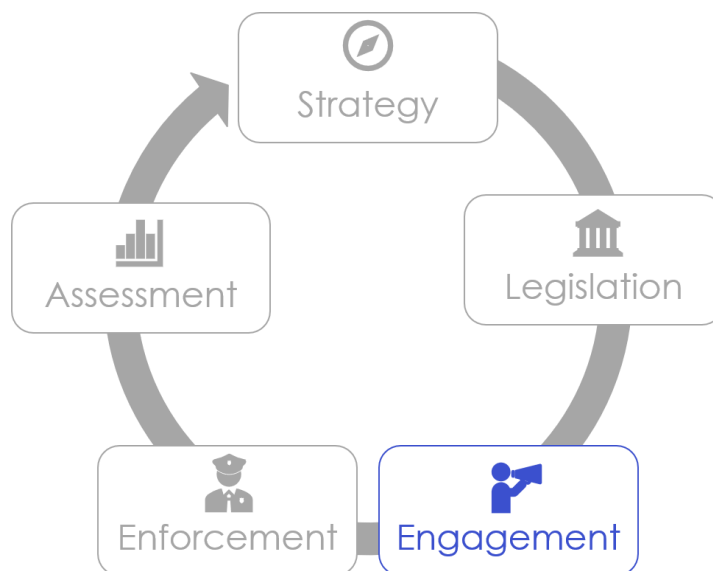 Strategy
Legislation
Engagement
Enforcement
Assessment